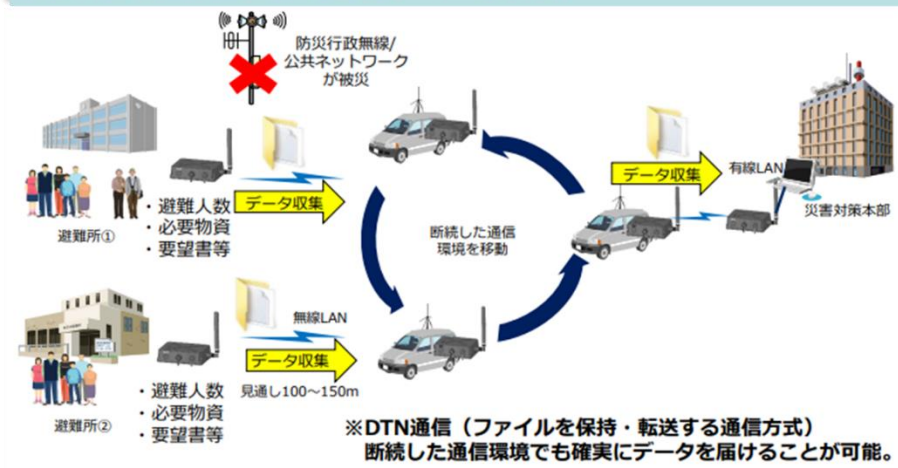 防災行政無線/
公共ネットワーク
が被災
データ収集
・避難人数
・必要物資
・要望書等
避難所①
断続した通信
環境を移動
データ収集
有線LAN
災害対策本部
無線LAN
データ収集
見通し100～150m
・避難人数
・必要物資
・要望書等
避難所②
※DTN通信（ファイルを保持・転送する通信方式）
断続した通信環境でも確実にデータを届けることが可能。